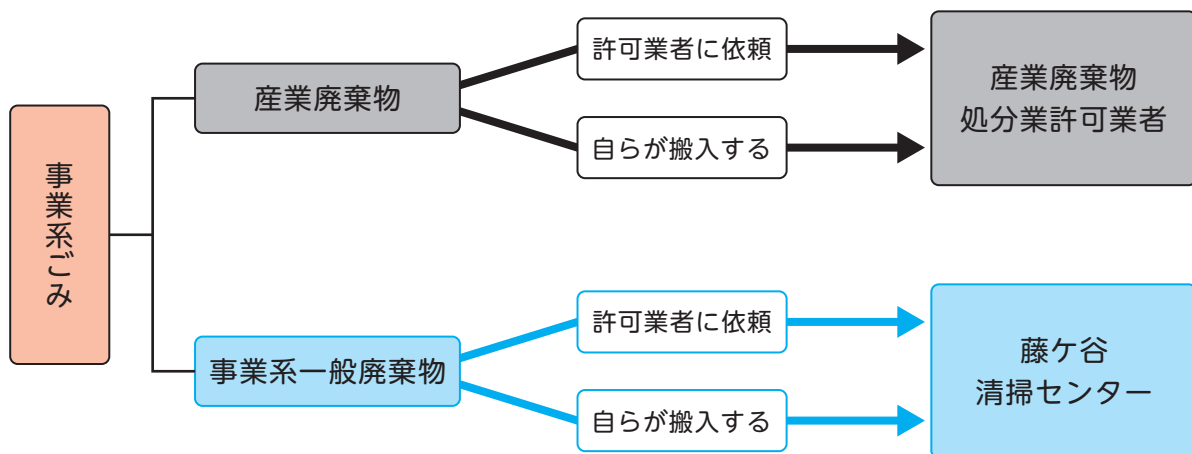 事業系ごみ
産業廃棄物
許可業者に依頼
自らが搬入する
産業廃棄物
処分業許可業者
事業系一般廃棄物
許可業者に依頼
自らが搬入する
藤ケ谷
清掃センター